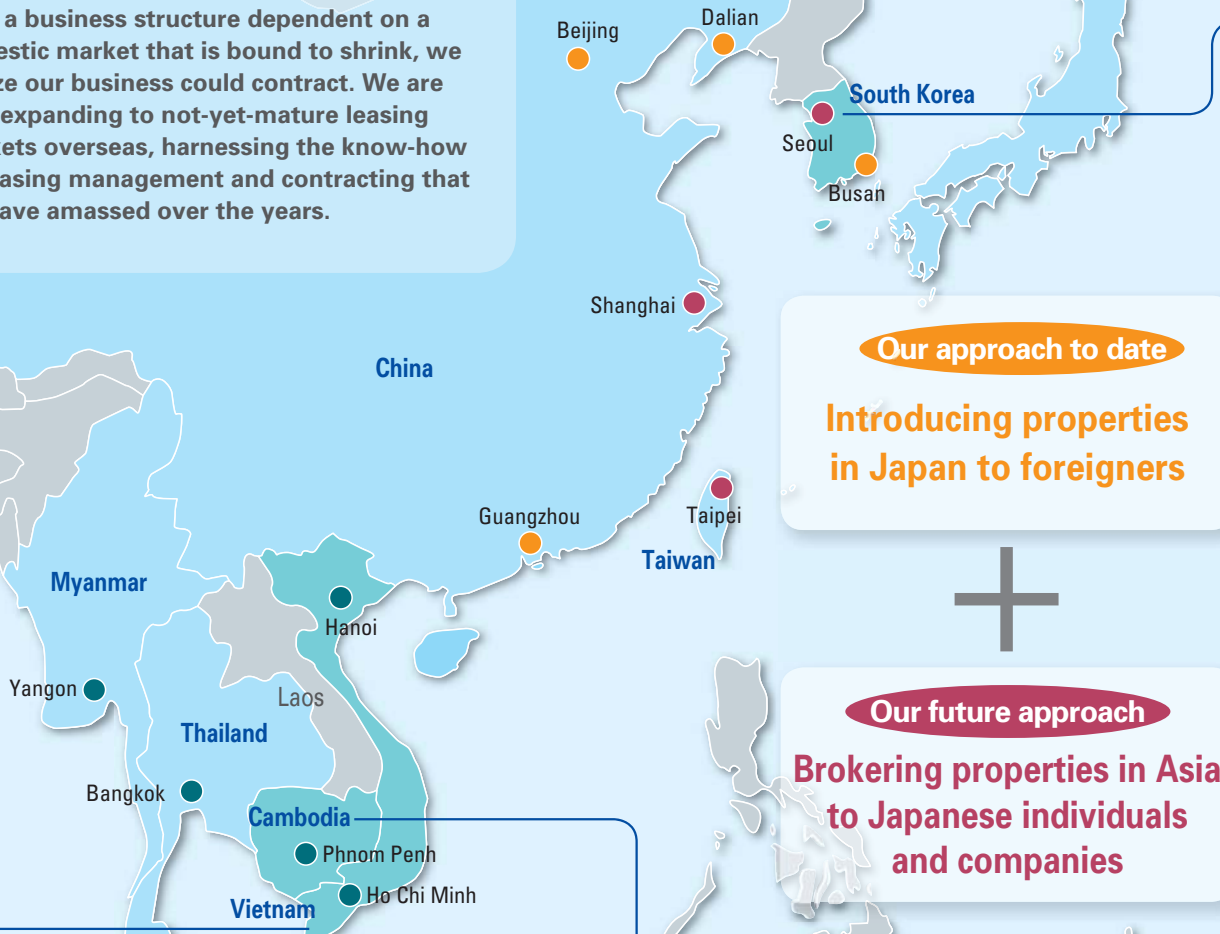 a business structure dependent on a
estic market that is bound to shrink, we
ze our business could contract. We are
expanding to not-yet-mature leasing
kets overseas, harnessing the know-how
easing management and contracting that
ave amassed over the years.
Beijing
Dalian
South Korea
Seoul
Busan
Shanghai
China
Our approach to date
Introducing properties
in Japan to foreigners
Guangzhou
Taipei
Taiwan
Myanmar
Hanoi
Yangon
Laos
Thailand
Our future approach
Brokering properties in Asia
to Japanese individuals
and companies
Bangkok
Cambodia
Phnom Penh
Ho Chi Minh
Vietnam